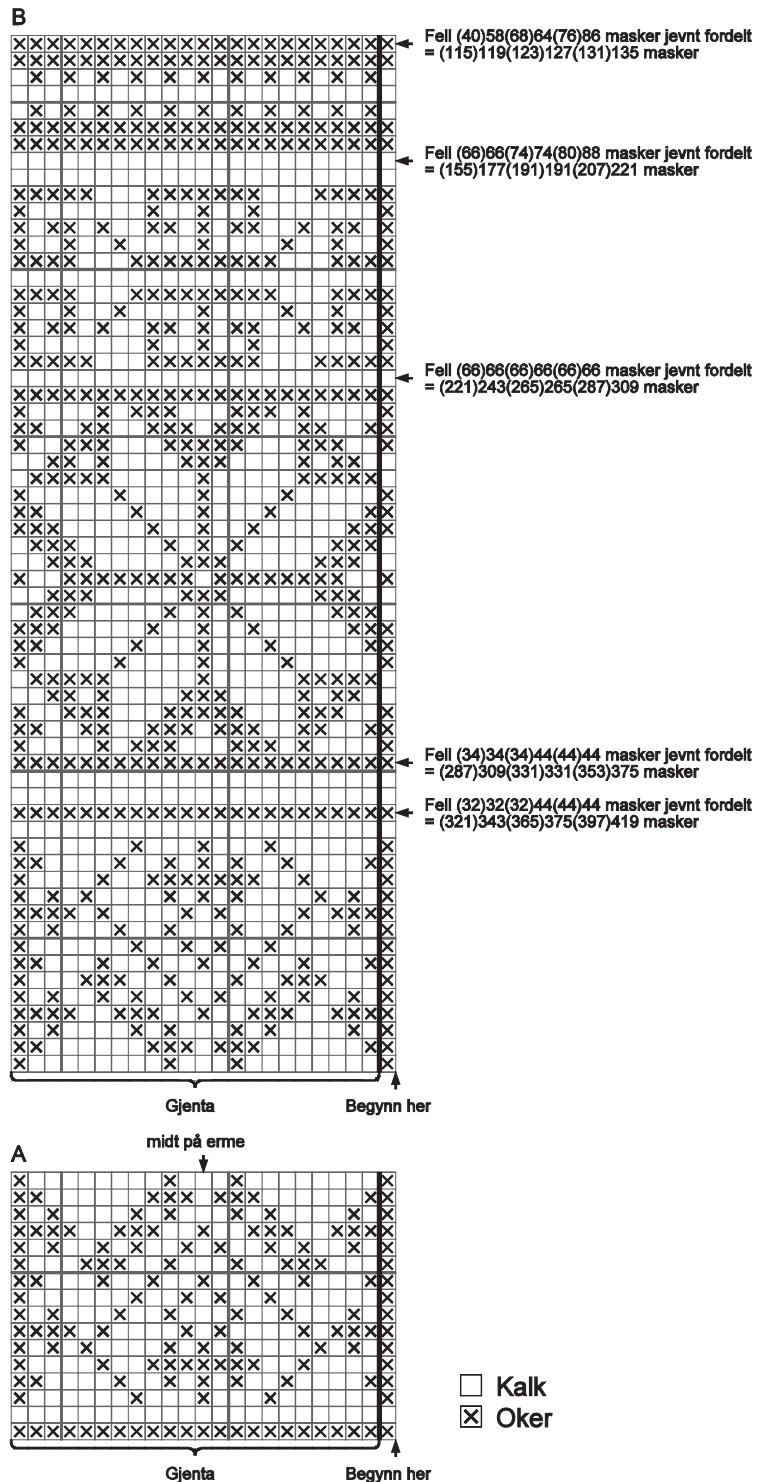 B
Fell (40)58(68)64(76)86 masker jevnt fordelt
= (115)119(123)127(131)135 masker
Fell (66)66(74)74(80)88 masker jevnt fordelt
= (155)177(191)191(207)221 masker
Fell (66)66(66)66(66)66 masker jevnt fordelt
= (221)243(265)265(287)309 masker
Fell (34)34(34)44(44)44 masker jevnt fordelt
= (287)309(331)331(353)375 masker
Fell (32)32(32)44(44)44 masker jevnt fordelt
= (321)343(365)375(397)419 masker
Gjenta
Begynn her
midt på erme
A
Kalk
Oker
Gjenta
Begynn her